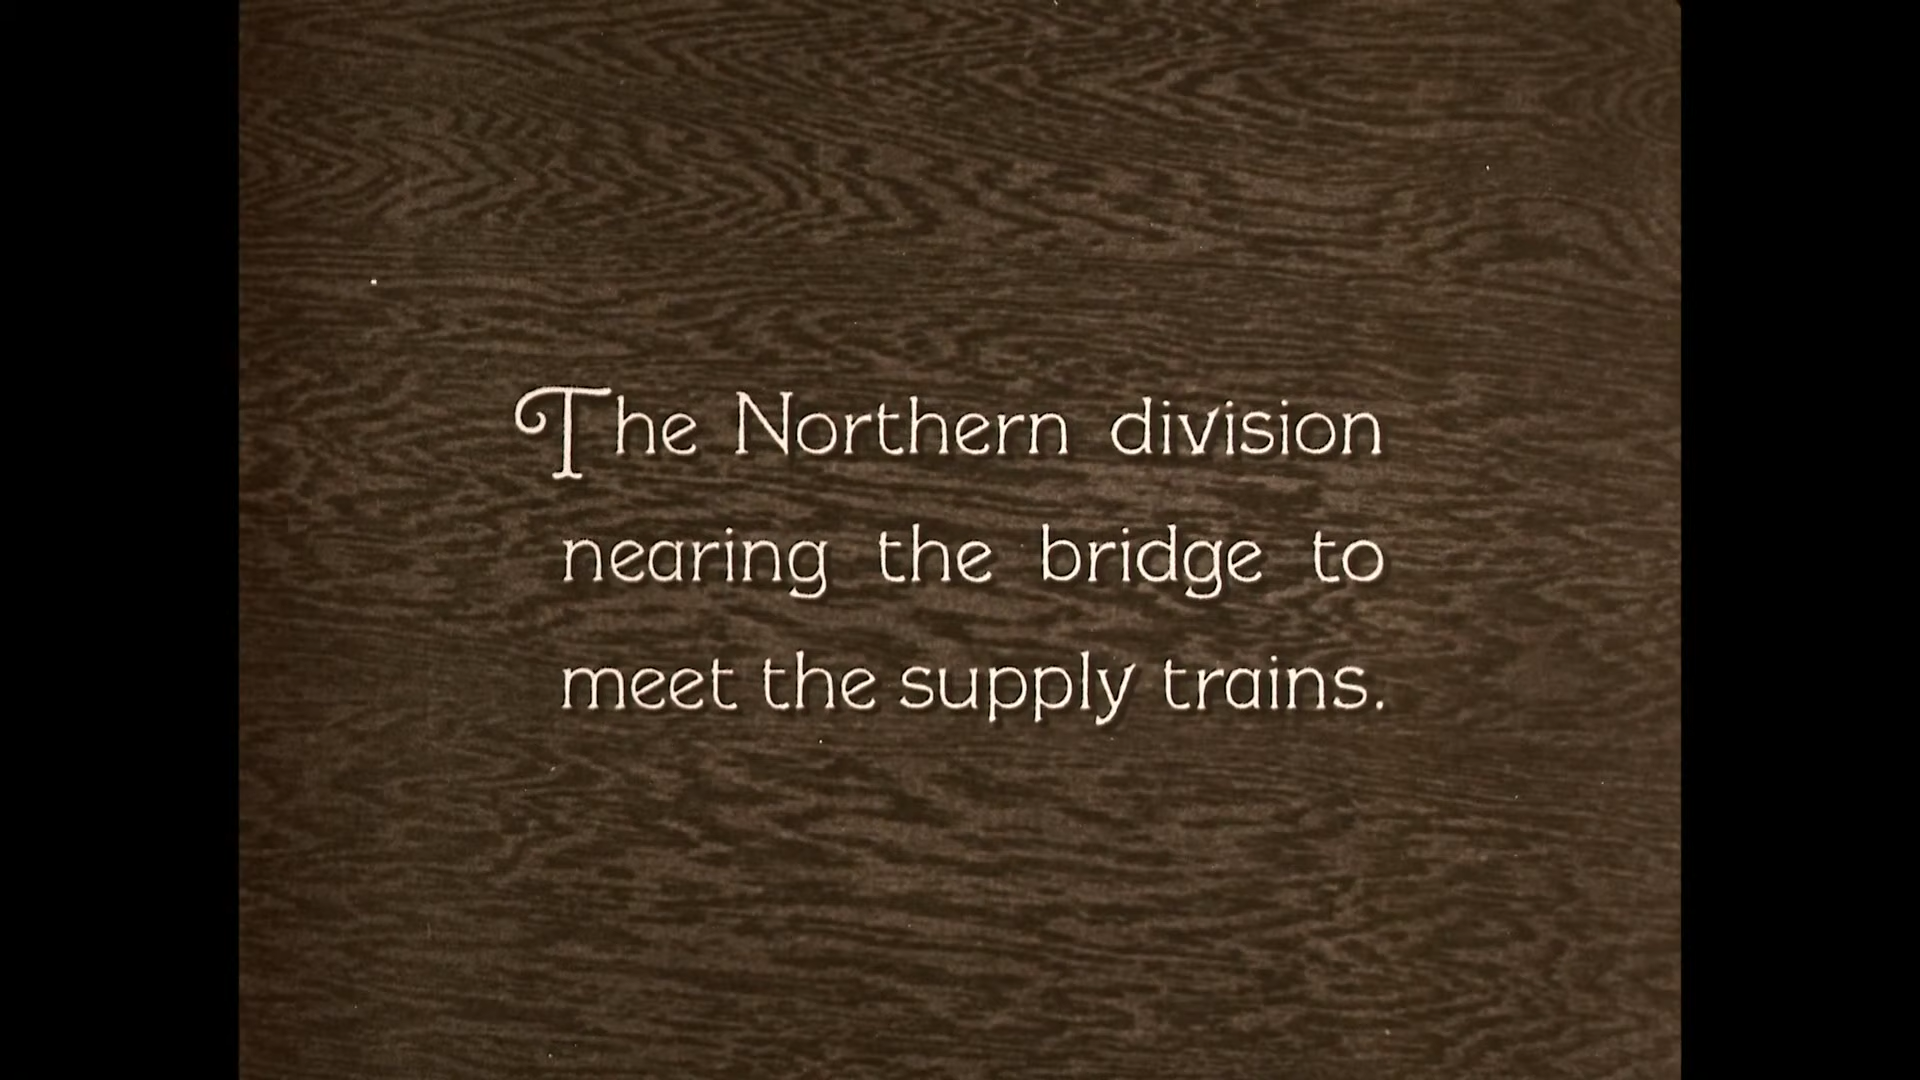 The Northern division
nearing the bridge to
meet the supply trains.